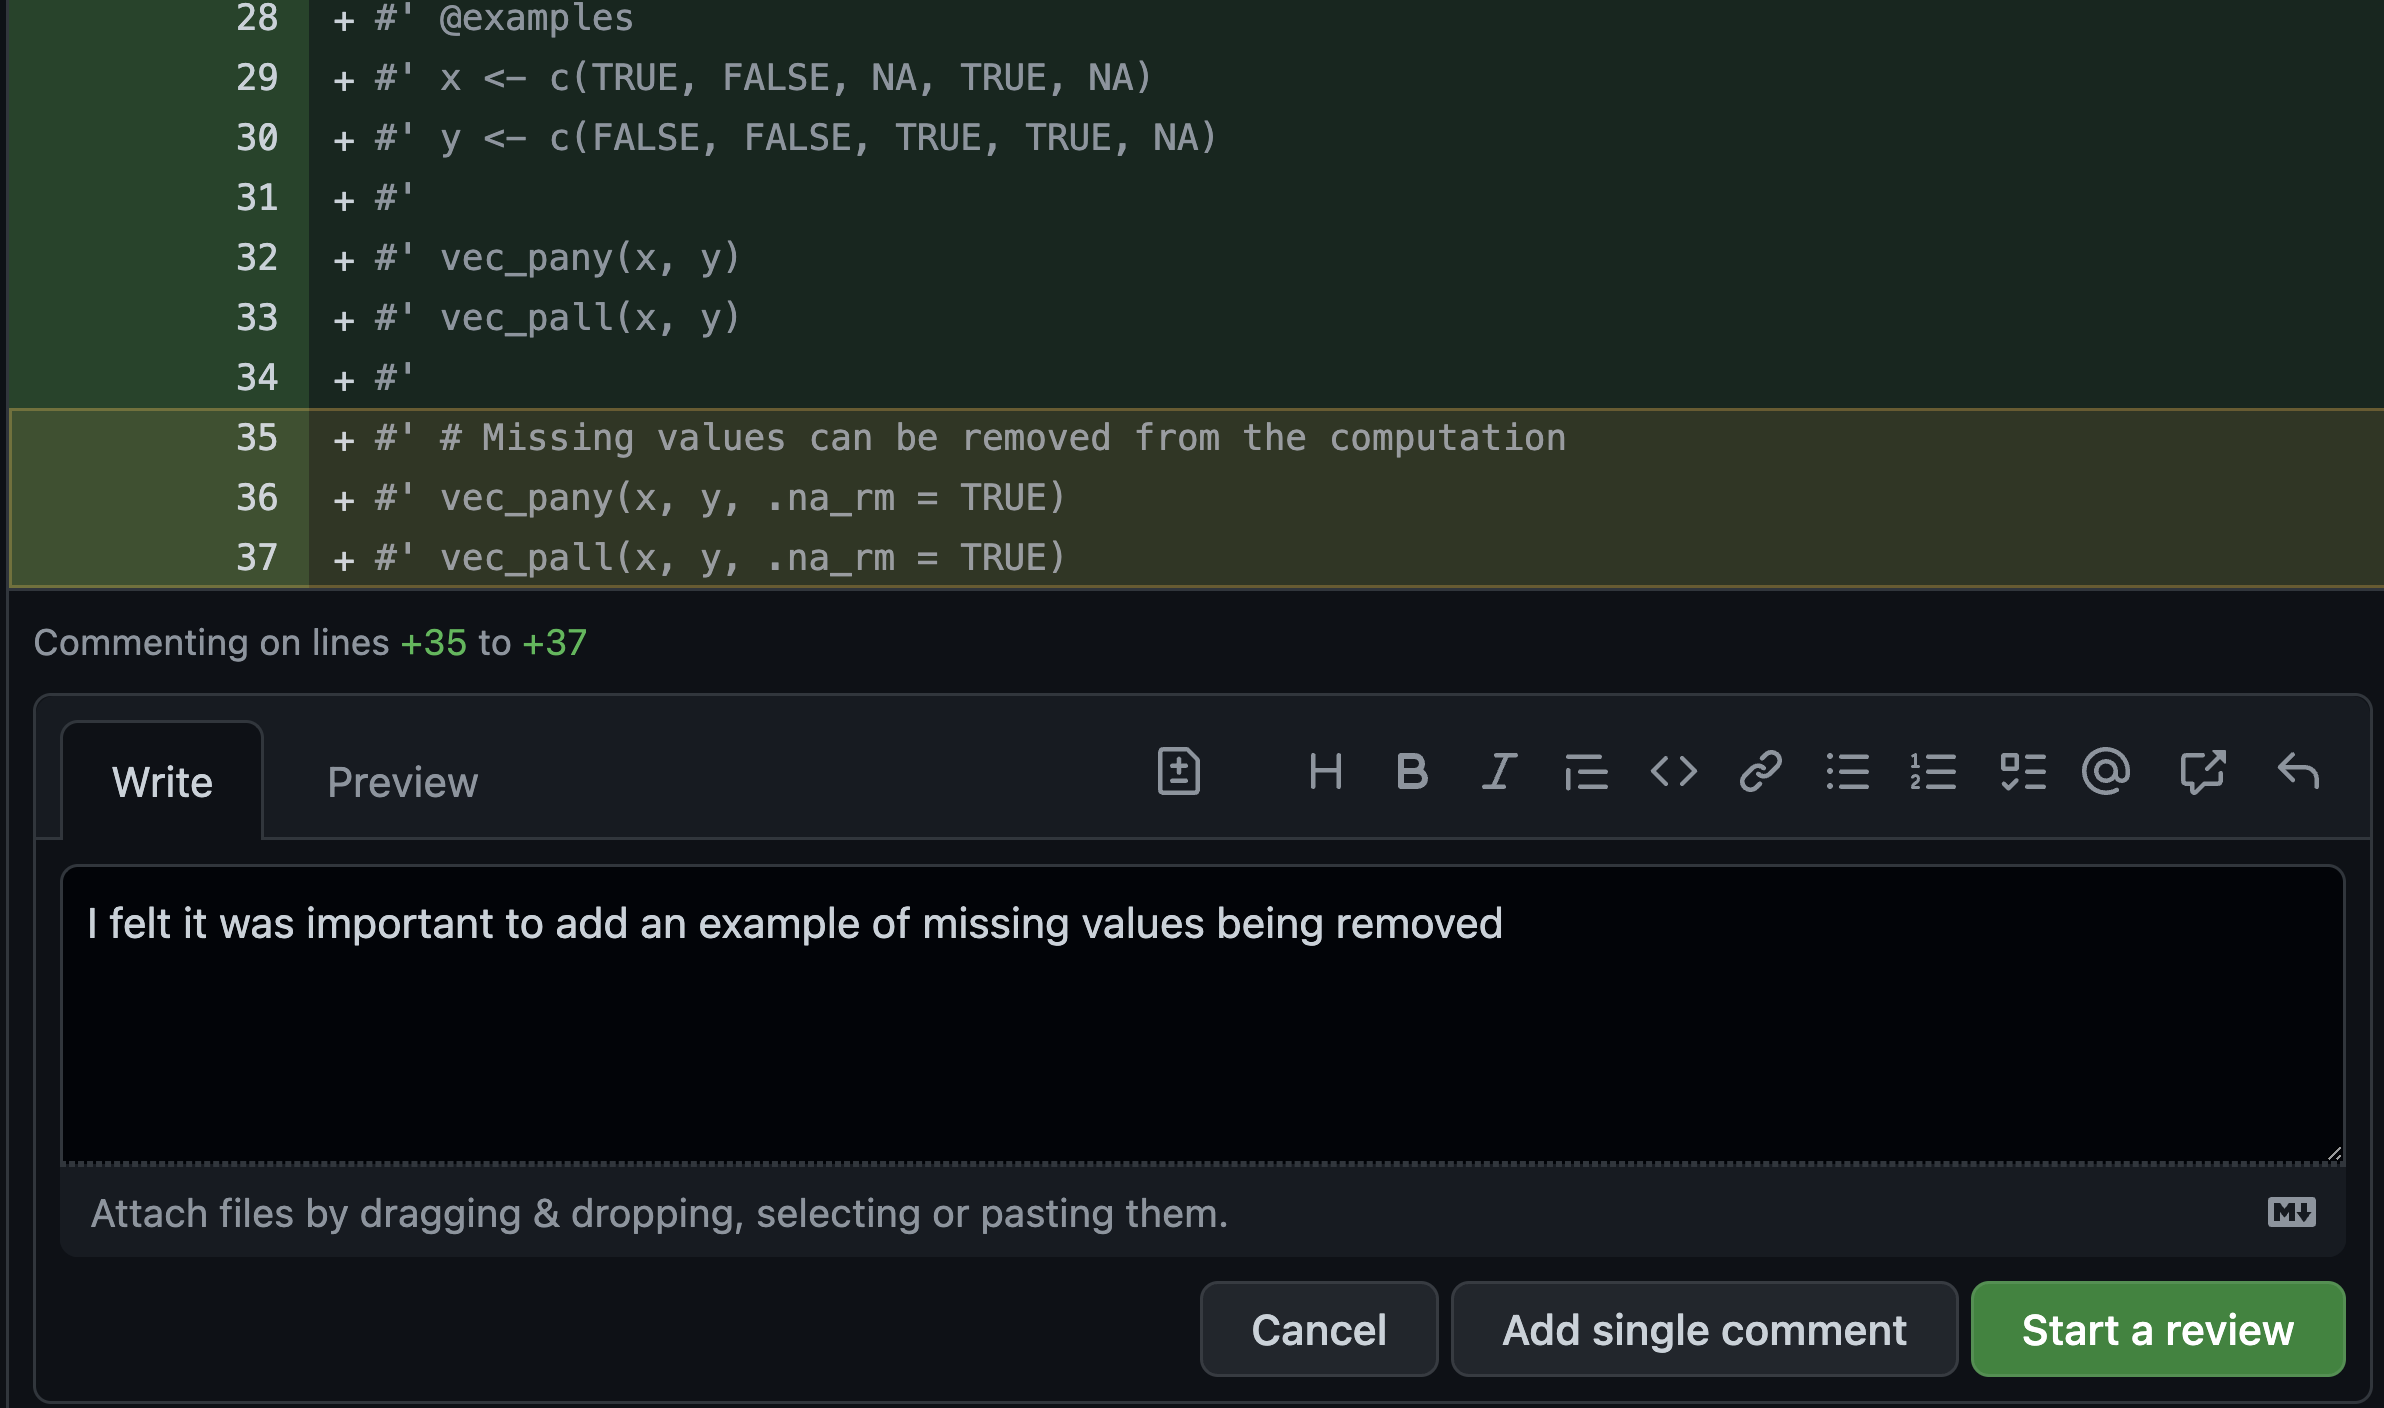 28 + #' @examples
29 + #' x <- c(TRUE, FALSE, NA, TRUE, NA)
30 + #' y <- c(FALSE, FALSE, TRUE, TRUE, NA)
31 + #'
32 + #' vec_pany(x, y)
33 + #' vec_pall(x, y)
34 + #'
35 + #' # Missing values can be removed from the computation
36 + #' vec_pany(x, y, .na_rm = TRUE)
37 + #' vec_pall(x, y, .na_rm = TRUE)
Commenting on lines +35 to +37
Write Preview
I felt it was important to add an example of missing values being removed
Attach files by dragging & dropping, selecting or pasting them.
Cancel Add single comment Start a review